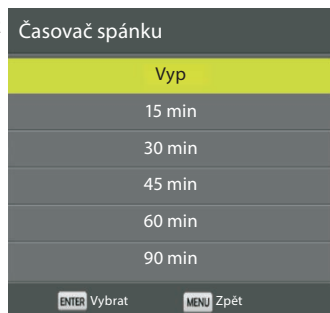 Časovač spánku
Vyp
15 min
30 min
45 min
60 min
90 min
ENTER Vybrat MENU Zpět